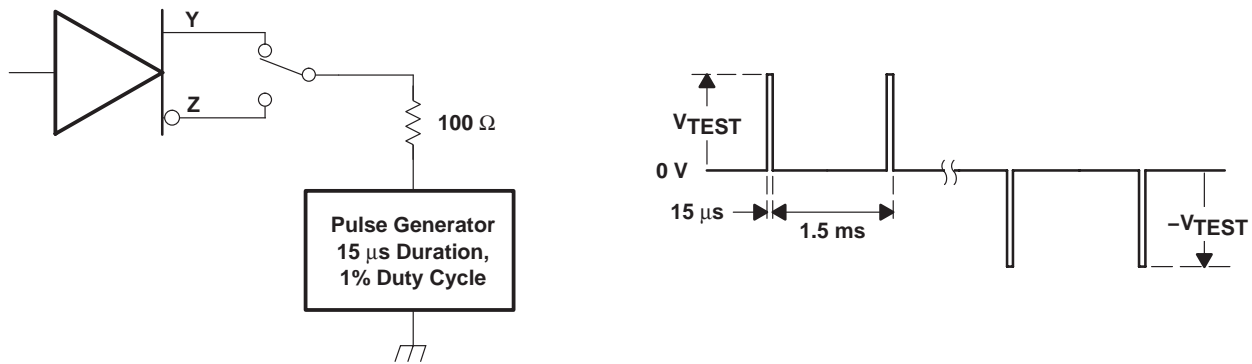 Y
Z
100 Ω
Pulse Generator
15 μs Duration,
1% Duty Cycle
VTEST
0 V
15 μs
1.5 ms
–VTEST